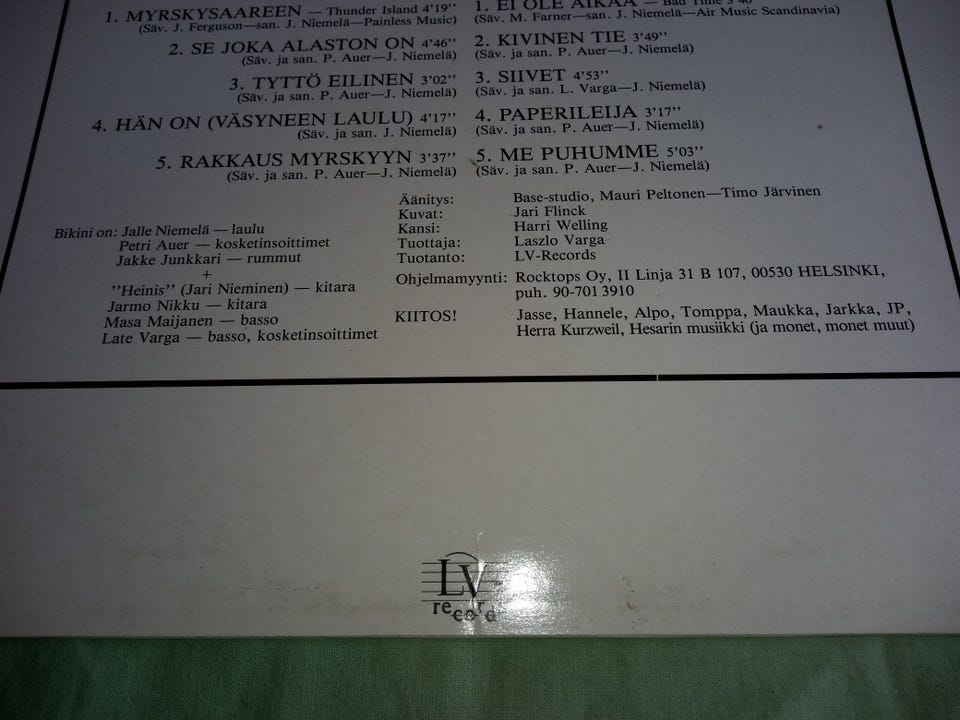 1. MYRSKYSAAREEN — Thunder Island 4'19''
(Säv. J. Ferguson—san. J. Niemelä—Painless Music)
2. SE JOKA ALASTON ON 4'46''
(Säv. ja san. P. Auer—J. Niemelä)
3. TYTTÖ EILINEN 3'02''
(Säv. ja san. P. Auer—J. Niemelä)
4. HÄN ON (VÄSYNEEN LAULU) 4'17''
(Säv. ja san. J. Niemelä)
5. RAKKAUS MYRSKYYN 3'37''
(Säv. ja san. P. Auer—J. Niemelä)
1. EI OLE AIKAA — Bad Time 3'40''
(Säv. M. Farner—san. J. Niemelä—Air Music Scandinavia)
2. KIVINEN TIE 3'49''
(Säv. ja san. P. Auer—J. Niemelä)
3. SIIVET 4'53''
(Säv. ja san. L. Varga—J. Niemelä)
4. PAPERILEIJA 3'17''
(Säv. ja san. P. Auer—J. Niemelä)
5. ME PUHUMME 5'03''
(Säv. ja san. P. Auer—J. Niemelä)
Bikini on: Jalle Niemelä — laulu
Petri Auer — kosketinsoittimet
Jakke Junkkari — rummut
+
''Heinis'' (Jari Nieminen) — kitara
Jarmo Nikku — kitara
Masa Maijanen — basso
Late Varga — basso, kosketinsoittimet
Äänitys: Base-studio, Mauri Peltonen—Timo Järvinen
Kuvat: Jari Flinck
Kansi: Harri Welling
Tuottaja: Laszlo Varga
Tuotanto: LV-Records
Ohjelmamyynti: Rocktops Oy, II Linja 31 B 107, 00530 HELSINKI,
puh. 90-701 3910
KIITOS! Jasse, Hannele, Alpo, Tomppa, Maukka, Jarkka, JP,
Herra Kurzweil, Hesarin musiikki (ja monet, monet muut)
LV
records